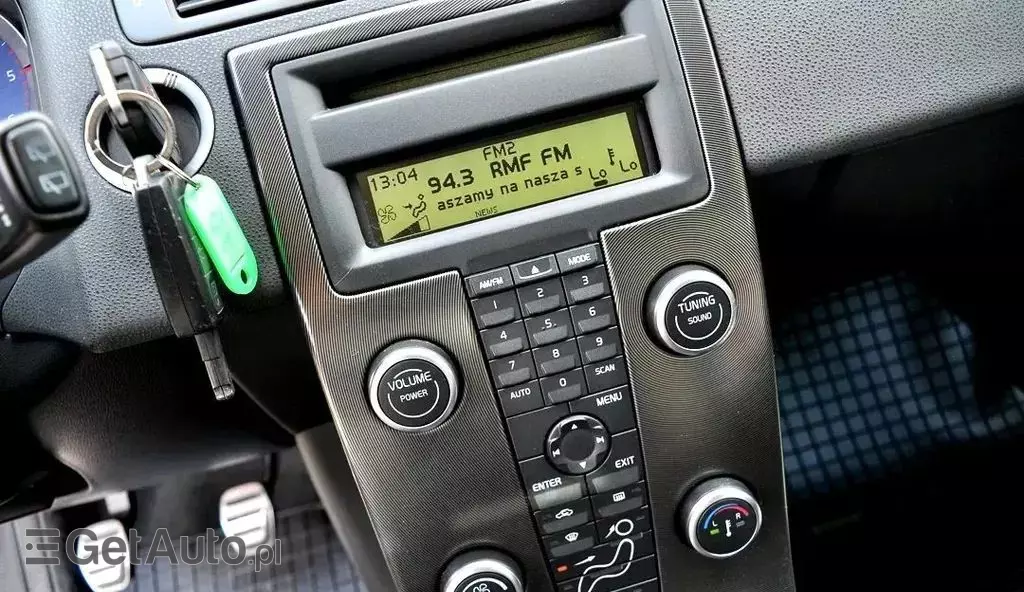 5
FM2
13:04 94.3 RMF FM
aszamy na nasza s Lo Lo
NEWS
AM/FM MODE
1 2 3
4 5 6
7 8 9
AUTO 0 SCAN
MENU
ENTER EXIT
VOLUME
POWER
TUNING
SOUND
L R
GetAuto.pl